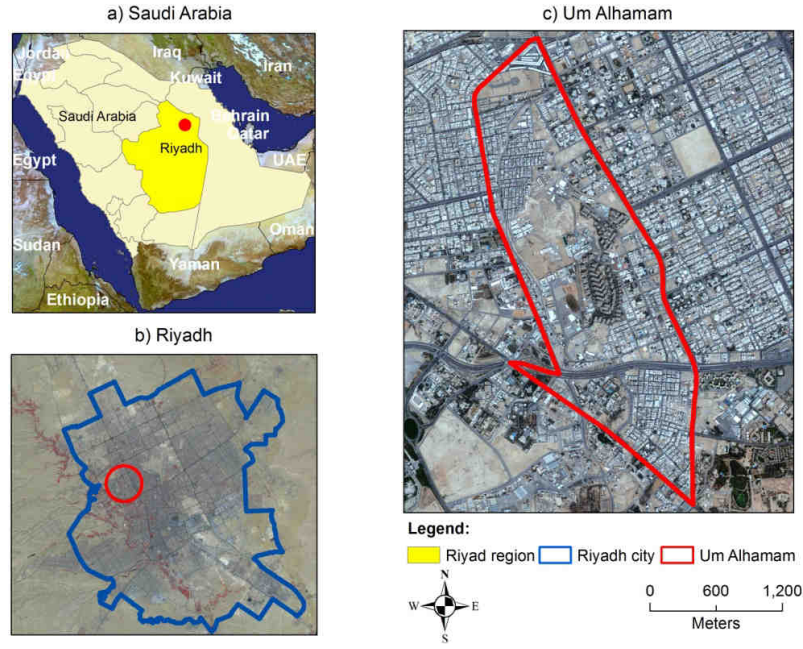 a) Saudi Arabia
Jordan
Iraq
Iran
Egypt
Kuwait
Saudi Arabia
Bahrain
Qatar
Riyadh
Egypt
UAE
Oman
Sudan
Yaman
Ethiopia
b) Riyadh
c) Um Alhamam
Legend:
Riyad region
Riyadh city
Um Alhamam
N
W
E
S
0 600 1,200
Meters